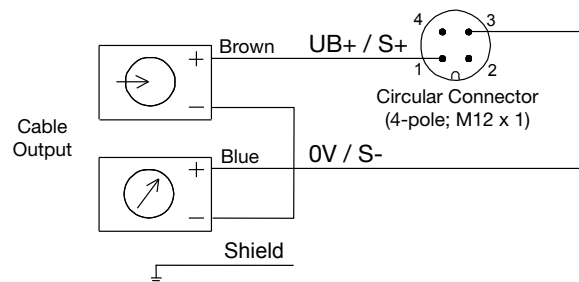 4 3
Brown UB+ / S+
+
1 2
–
Circular Connector
(4-pole; M12 x 1)
Cable
Output
Blue 0V / S-
+
–
Shield